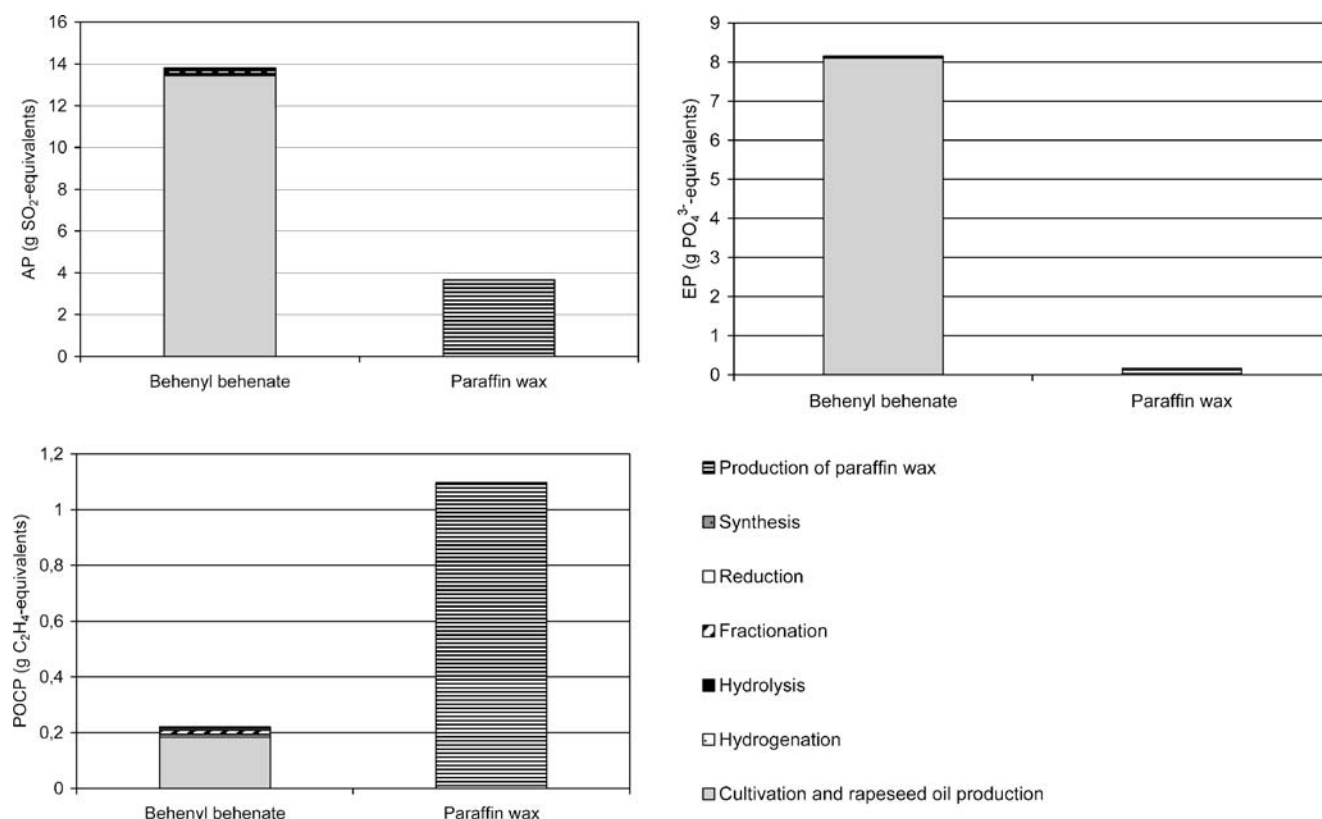 16
14
12
10
8
6
4
2
0
AP (g SO₂-equivalents)
Behenyl behenate
Paraffin wax
9
8
7
6
5
4
3
2
1
0
EP (g PO₄³⁻-equivalents)
Behenyl behenate
Paraffin wax
1,2
1
0,8
0,6
0,4
0,2
0
POCP (g C₂H₄-equivalents)
Behenyl behenate
Paraffin wax
Production of paraffin wax
Synthesis
Reduction
Fractionation
Hydrolysis
Hydrogenation
Cultivation and rapeseed oil production